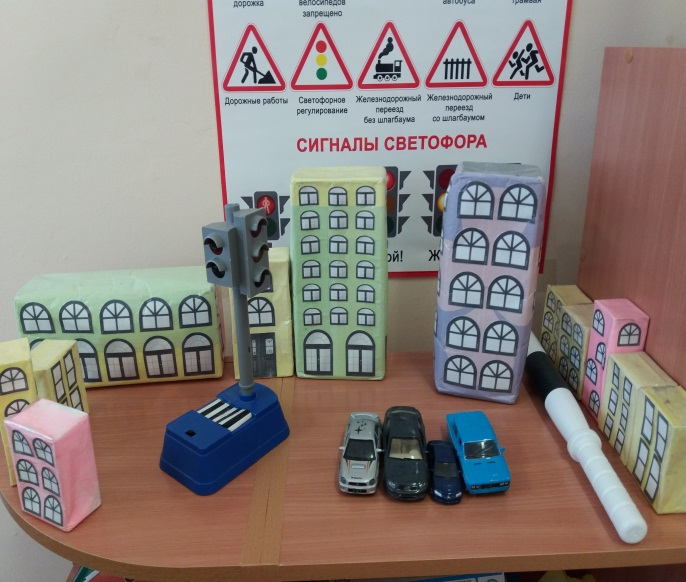 дорожка
велосипедов
запрещено
автобуса
трамвая
Дорожные работы
Светофорное
регулирование
Железнодорожный
переезд
без шлагбаума
Железнодорожный
переезд
со шлагбаумом
Дети
СИГНАЛЫ СВЕТОФОРА